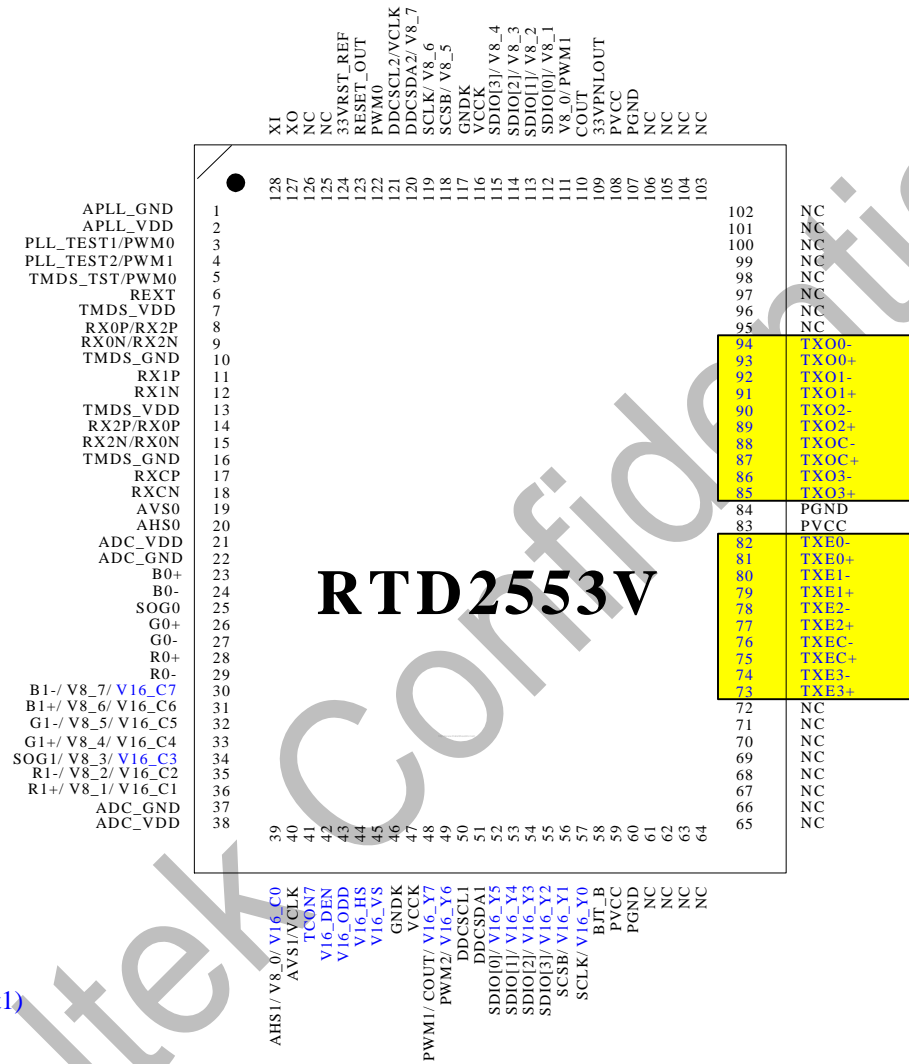 XI
XO
NC
NC
33VRST_REF
RESET_OUT
PWM0
DDCSCL2/VCLK
DDCSDA2/ V8_7
SCLK/ V8_6
SCSB/ V8_5
GNDK
VCCK
SDIO[3]/ V8_4
SDIO[2]/ V8_3
SDIO[1]/ V8_2
SDIO[0]/ V8_1
V8_0/ PWM1
COUT
33VPNLOUT
PVCC
PGND
NC
NC
NC
NC
128
127
126
125
124
123
122
121
120
119
118
117
116
115
114
113
112
111
110
109
108
107
106
105
104
103
APLL_GND 1
APLL_VDD 2
PLL_TEST1/PWM0 3
PLL_TEST2/PWM1 4
TMDS_TST/PWM0 5
REXT 6
TMDS_VDD 7
RX0P/RX2P 8
RX0N/RX2N 9
TMDS_GND 10
RX1P 11
RX1N 12
TMDS_VDD 13
RX2P/RX0P 14
RX2N/RX0N 15
TMDS_GND 16
RXCP 17
RXCN 18
AVS0 19
AHS0 20
ADC_VDD 21
ADC_GND 22
B0+ 23
B0- 24
SOG0 25
G0+ 26
G0- 27
R0+ 28
R0- 29
B1-/ V8_7/ V16_C7 30
B1+/ V8_6/ V16_C6 31
G1-/ V8_5/ V16_C5 32
G1+/ V8_4/ V16_C4 33
SOG1/ V8_3/ V16_C3 34
R1-/ V8_2/ V16_C2 35
R1+/ V8_1/ V16_C1 36
ADC_GND 37
ADC_VDD 38
RTD2553V
102 NC
101 NC
100 NC
99 NC
98 NC
97 NC
96 NC
95 NC
94 TXO0-
93 TXO0+
92 TXO1-
91 TXO1+
90 TXO2-
89 TXO2+
88 TXOC-
87 TXOC+
86 TXO3-
85 TXO3+
84 PGND
83 PVCC
82 TXE0-
81 TXE0+
80 TXE1-
79 TXE1+
78 TXE2-
77 TXE2+
76 TXEC-
75 TXEC+
74 TXE3-
73 TXE3+
72 NC
71 NC
70 NC
69 NC
68 NC
67 NC
66 NC
65 NC
39
40
41
42
43
44
45
46
47
48
49
50
51
52
53
54
55
56
57
58
59
60
61
62
63
64
AHS1/ V8_0/ V16_C0
AVS1/VCLK
TCON7
V16_DEN
V16_ODD
V16_HS
V16_VS
GNDK
VCCK
PWM1/ COUT/ V16_Y7
PWM2/ V16_Y6
DDCSCL1
DDCSDA1
SDIO[0]/ V16_Y5
SDIO[1]/ V16_Y4
SDIO[2]/ V16_Y3
SDIO[3]/ V16_Y2
SCSB/ V16_Y1
SCLK/ V16_Y0
BJT_B
PVCC
PGND
NC
NC
NC
NC
1)
ltek Confidentia